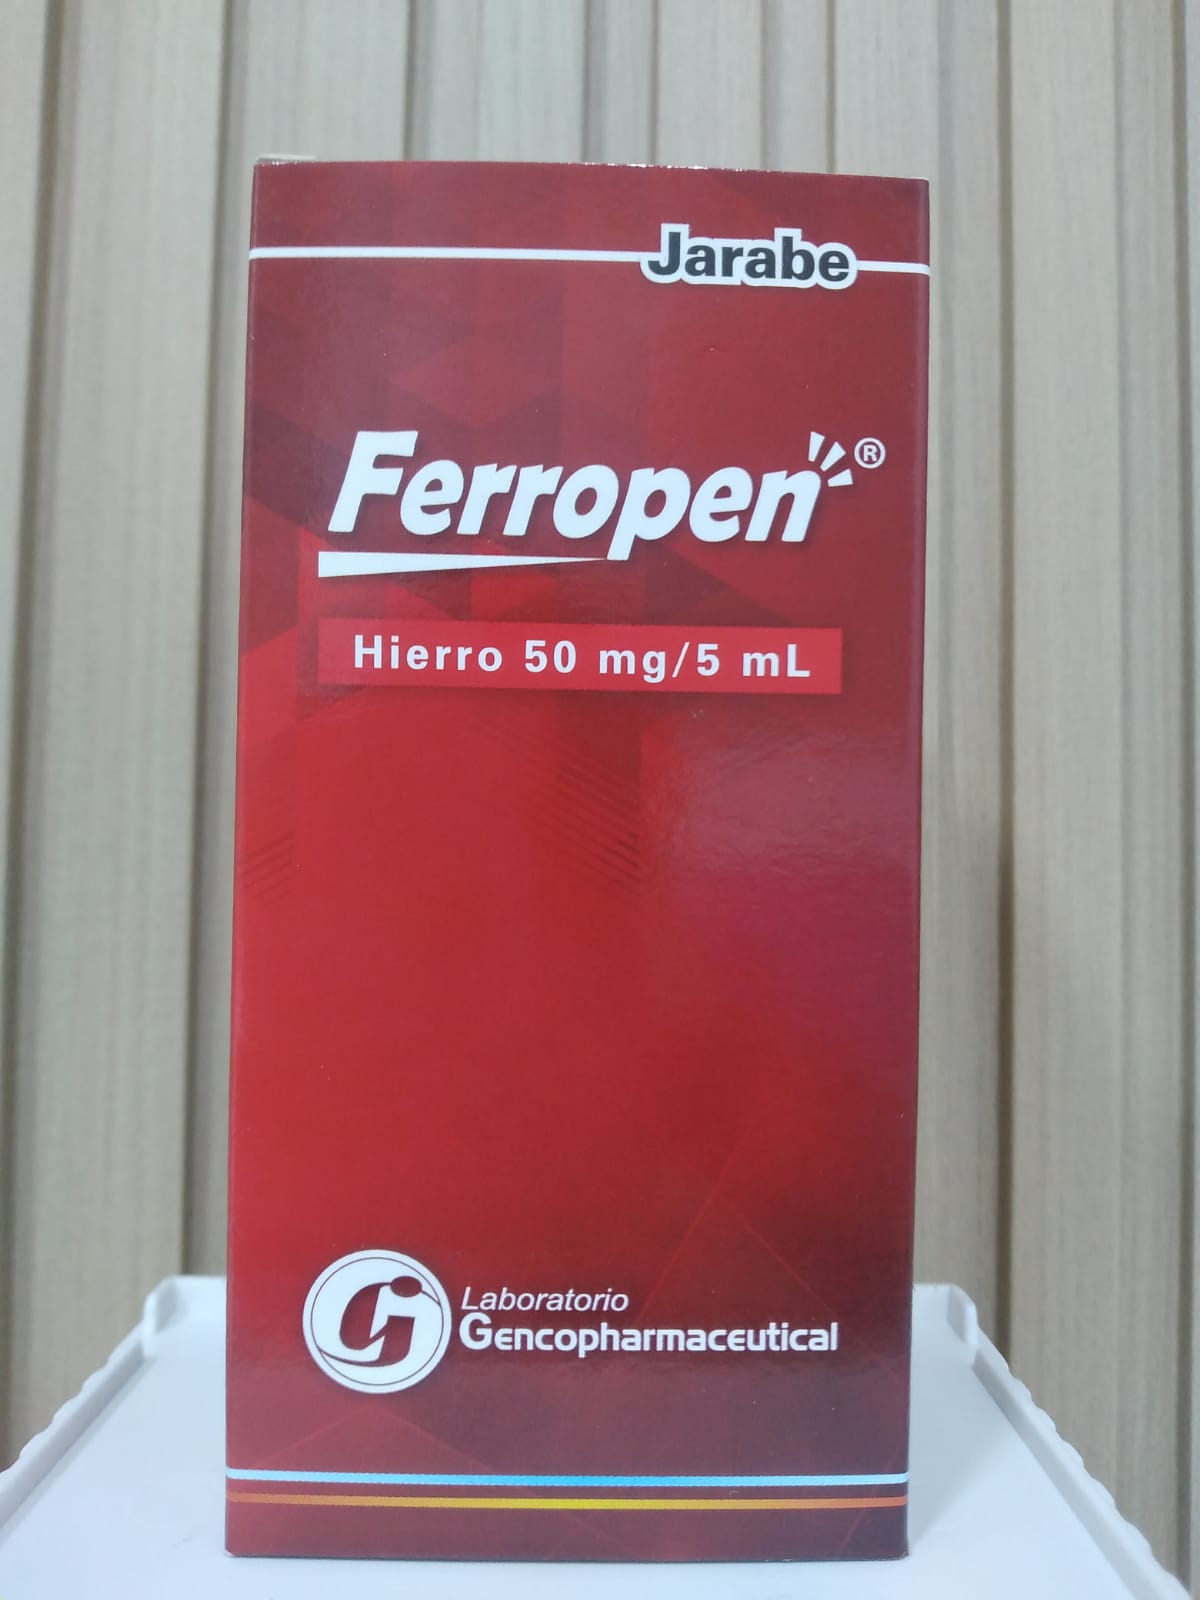 Jarabe
Ferropen®
Hierro 50 mg/5 mL
Laboratorio
Gencopharmaceutical